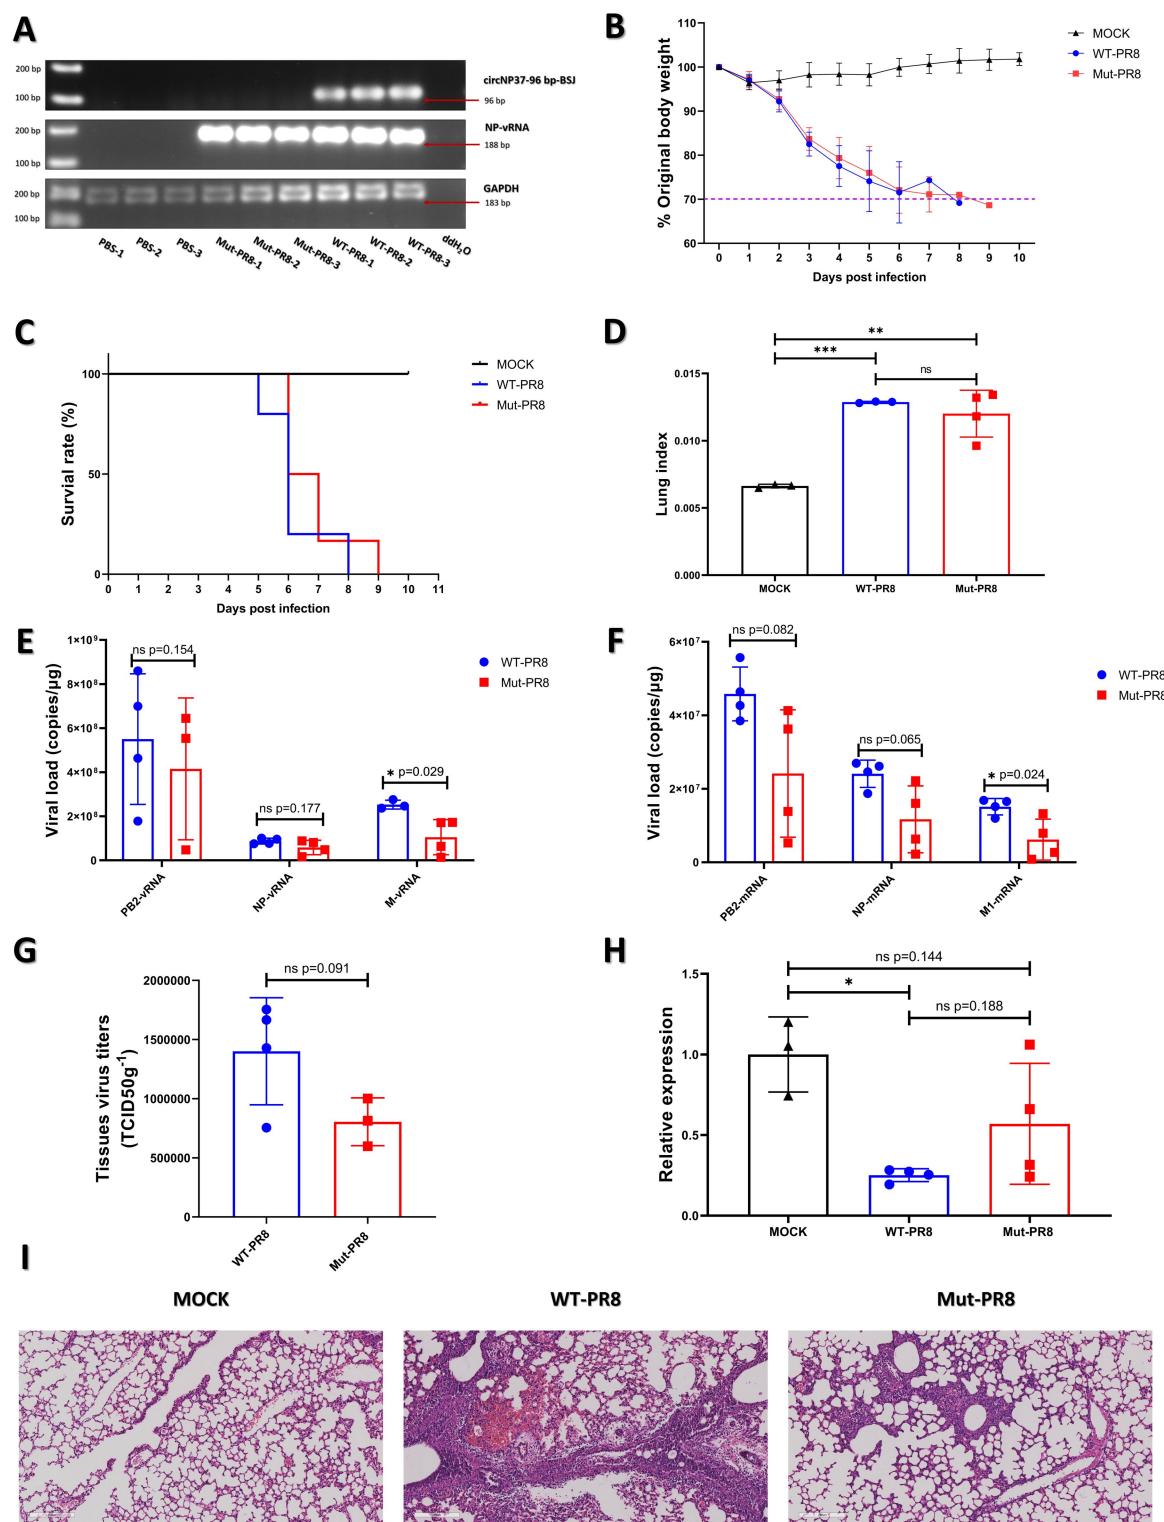 A
200 bp
100 bp
circNP37-96 bp-BSJ
96 bp
200 bp
100 bp
NP-vRNA
188 bp
200 bp
100 bp
GAPDH
183 bp
PBS-1
PBS-2
PBS-3
Mut-PR8-1
Mut-PR8-2
Mut-PR8-3
WT-PR8-1
WT-PR8-2
WT-PR8-3
ddH2O
B
% Original body weight
110
100
90
80
70
60
0 1 2 3 4 5 6 7 8 9 10
Days post infection
MOCK
WT-PR8
Mut-PR8
C
Survial rate (%)
100
50
0
0 1 2 3 4 5 6 7 8 9 10 11
Days post infection
MOCK
WT-PR8
Mut-PR8
D
**
***
ns
Lung index
0.015
0.010
0.005
0.000
MOCK WT-PR8 Mut-PR8
E
Viral load (copies/µg)
1×10⁹
8×10⁸
6×10⁸
4×10⁸
2×10⁸
0
ns p=0.154
ns p=0.177
* p=0.029
PB2-vRNA
NP-vRNA
M-vRNA
WT-PR8
Mut-PR8
F
Viral load (copies/µg)
6×10⁷
4×10⁷
2×10⁷
0
ns p=0.082
ns p=0.065
* p=0.024
PB2-mRNA
NP-mRNA
M1-mRNA
WT-PR8
Mut-PR8
G
Tissues virus titers
(TCID50g⁻¹)
2000000
1500000
1000000
500000
0
ns p=0.091
WT-PR8
Mut-PR8
H
Relative expression
1.5
1.0
0.5
0.0
ns p=0.144
*
ns p=0.188
MOCK WT-PR8 Mut-PR8
I
MOCK
WT-PR8
Mut-PR8